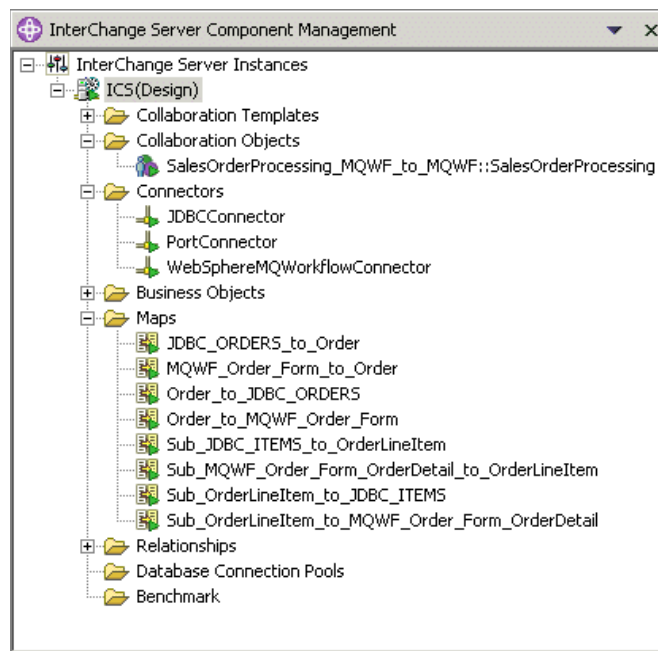 InterChange Server Component Management
InterChange Server Instances
ICS(Design)
Collaboration Templates
Collaboration Objects
SalesOrderProcessing_MQWF_to_MQWF::SalesOrderProcessing
Connectors
JDBCConnector
PortConnector
WebSphereMQWorkflowConnector
Business Objects
Maps
JDBC_ORDERS_to_Order
MQWF_Order_Form_to_Order
Order_to_JDBC_ORDERS
Order_to_MQWF_Order_Form
Sub_JDBC_ITEMS_to_OrderLineItem
Sub_MQWF_Order_Form_OrderDetail_to_OrderLineItem
Sub_OrderLineItem_to_JDBC_ITEMS
Sub_OrderLineItem_to_MQWF_Order_Form_OrderDetail
Relationships
Database Connection Pools
Benchmark